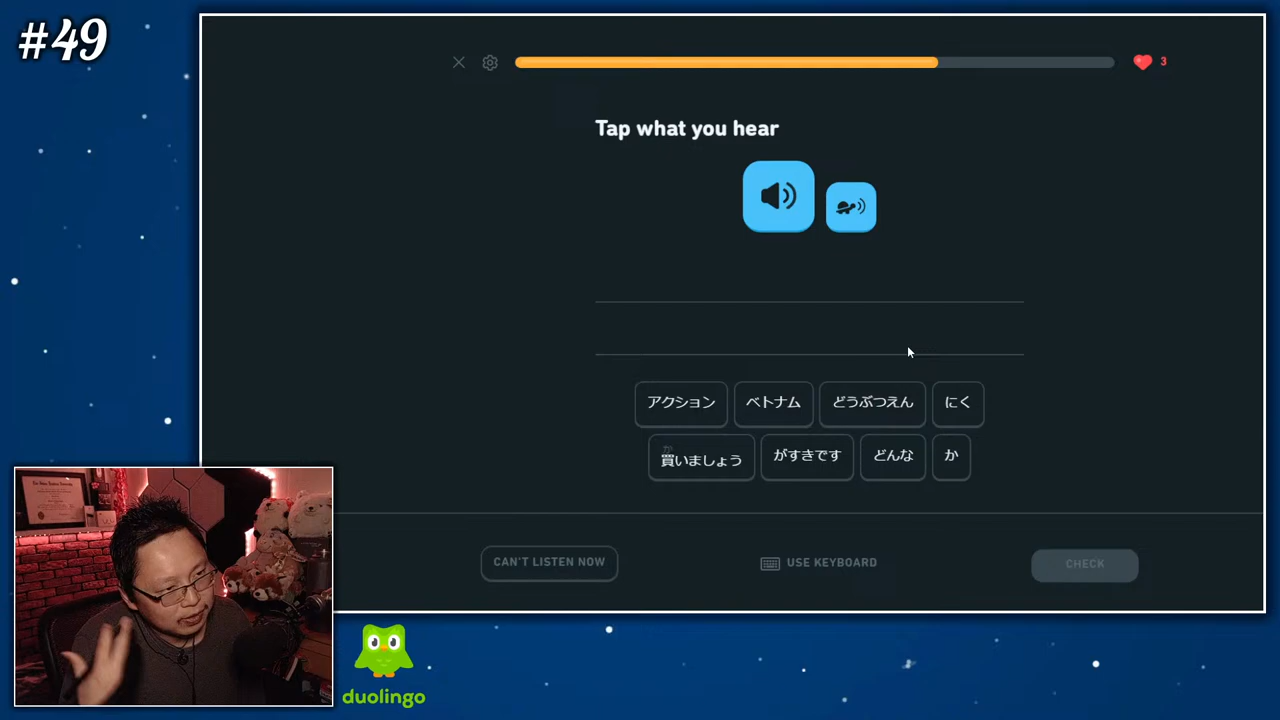 #49
3
Tap what you hear
アクション ベトナム どうぶつえん にく
買いましょう がすきです どんな か
CAN'T LISTEN NOW USE KEYBOARD CHECK
duolingo